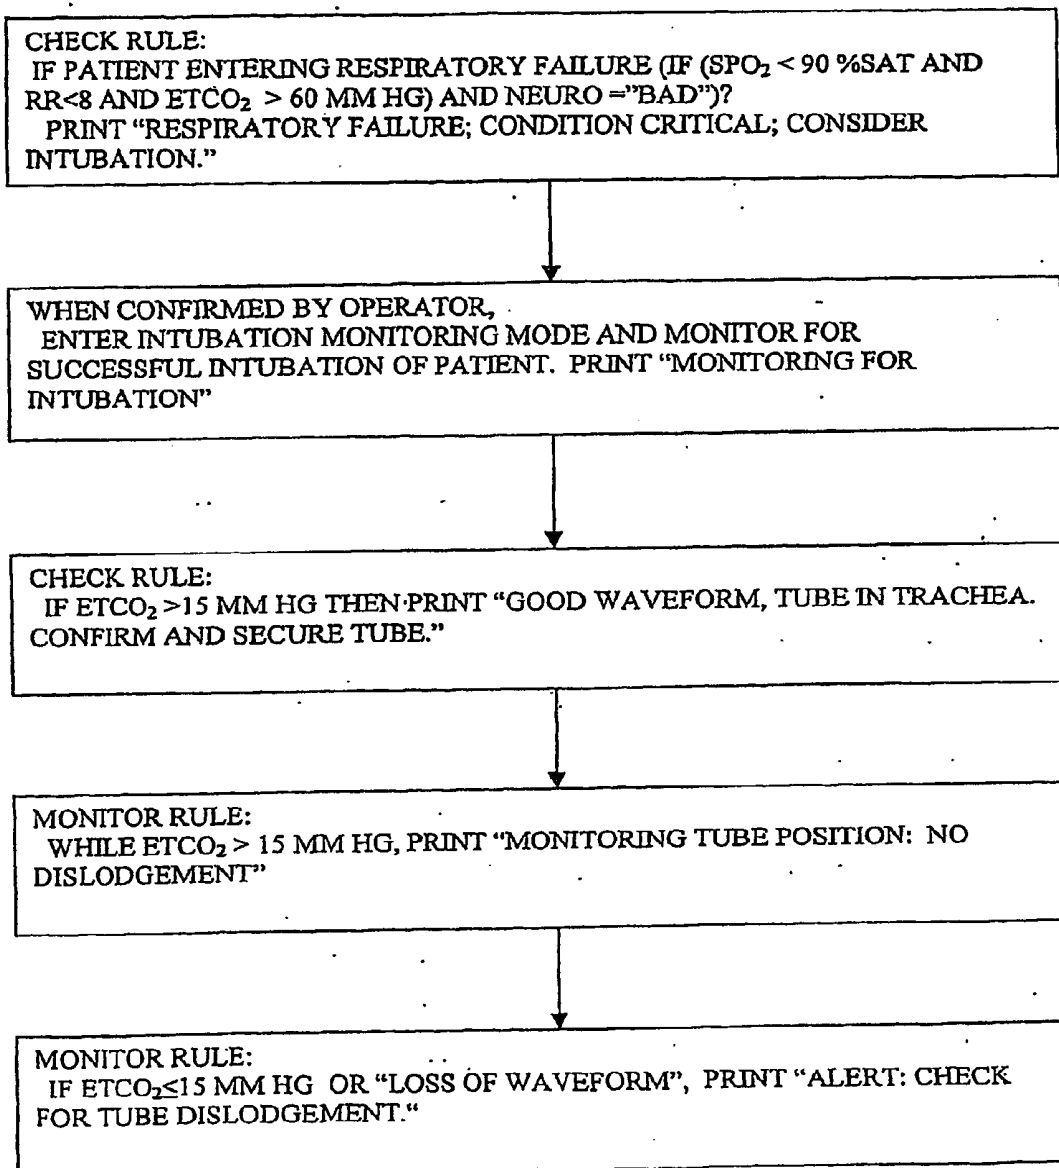 CHECK RULE:
IF PATIENT ENTERING RESPIRATORY FAILURE (IF (SPO₂ < 90 %SAT AND
RR<8 AND ETCO₂ > 60 MM HG) AND NEURO =”BAD”)?
PRINT “RESPIRATORY FAILURE; CONDITION CRITICAL; CONSIDER
INTUBATION.”
WHEN CONFIRMED BY OPERATOR,
ENTER INTUBATION MONITORING MODE AND MONITOR FOR
SUCCESSFUL INTUBATION OF PATIENT. PRINT “MONITORING FOR
INTUBATION”
CHECK RULE:
IF ETCO₂ >15 MM HG THEN PRINT “GOOD WAVEFORM, TUBE IN TRACHEA.
CONFIRM AND SECURE TUBE.”
MONITOR RULE:
WHILE ETCO₂ > 15 MM HG, PRINT “MONITORING TUBE POSITION: NO
DISLODGEMENT”
MONITOR RULE:
IF ETCO₂≤15 MM HG OR “LOSS OF WAVEFORM”, PRINT “ALERT: CHECK
FOR TUBE DISLODGEMENT.“